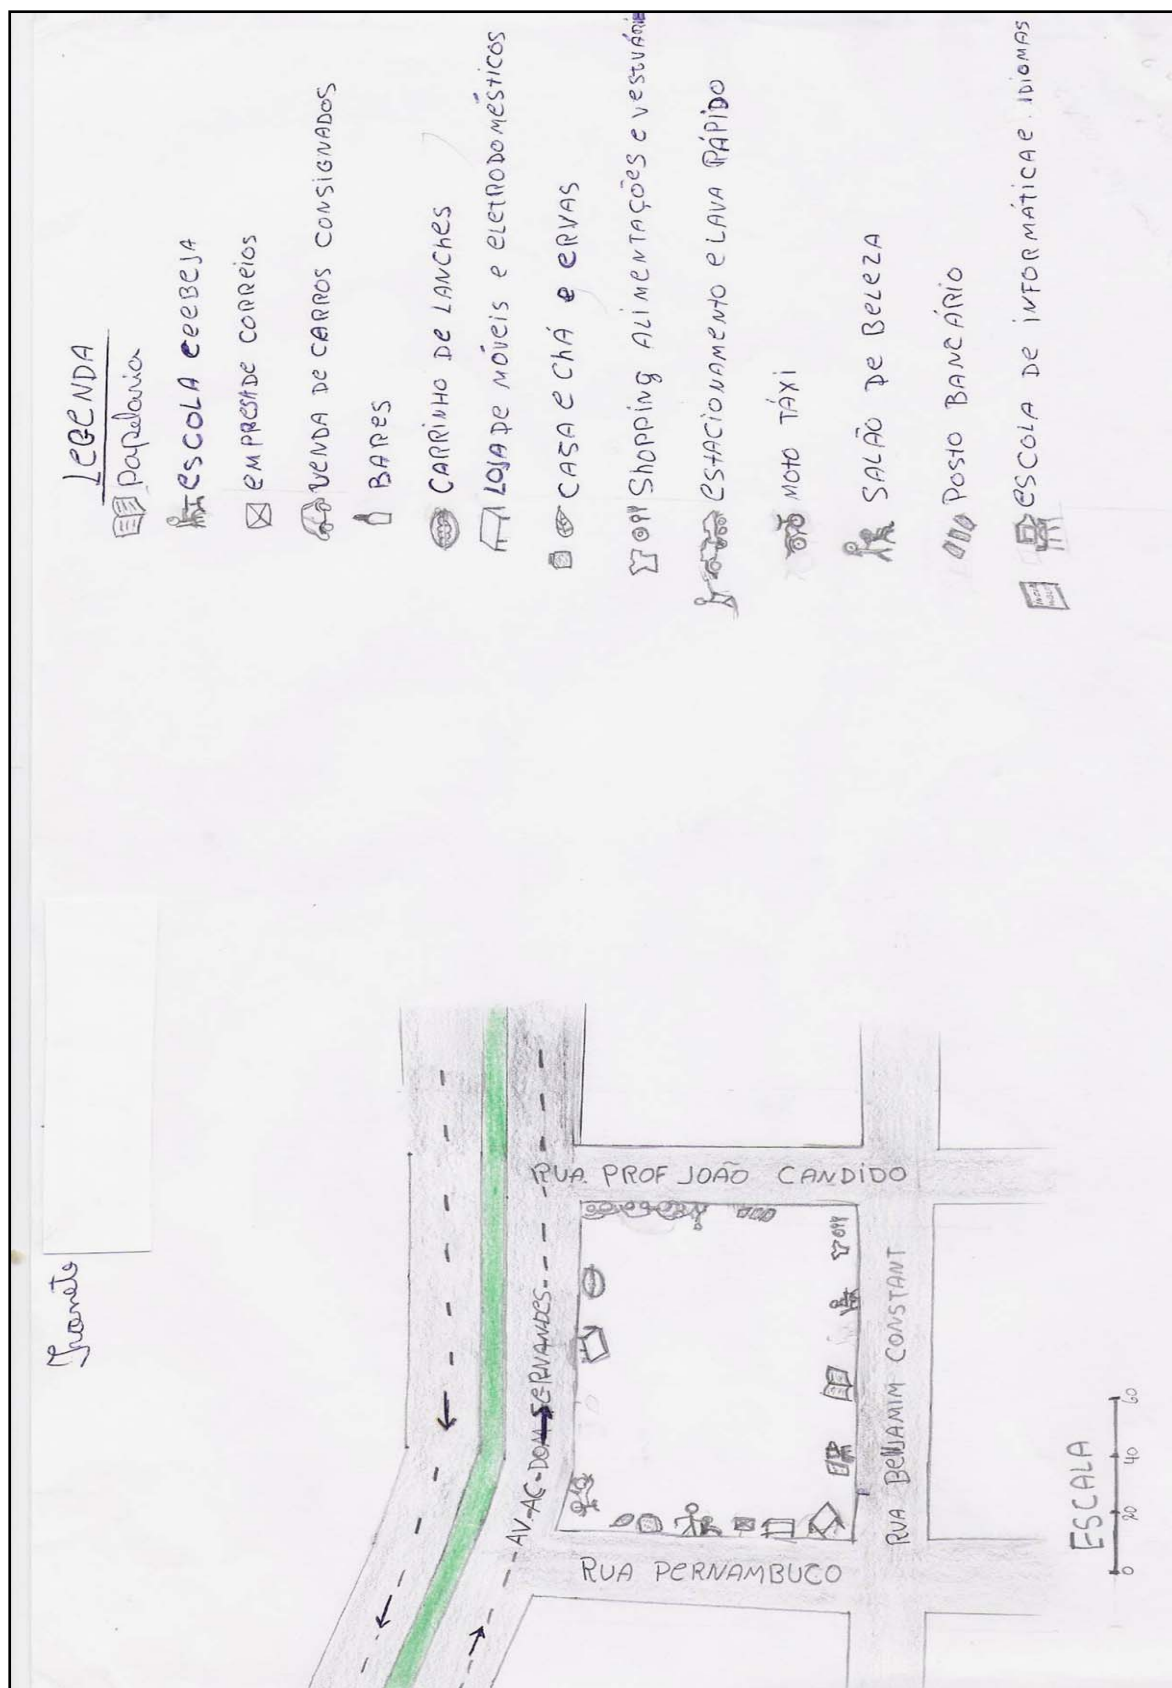 LEGENDA
papelaria
ESCOLA CEEBEJA
EMPRESA DE CORREIOS
VENDA DE CARROS CONSIGNADOS
BARES
CARRINHO DE LANCHES
LOJA DE MÓVEIS E ELETRODOMÉSTICOS
CASA E CHÁ E ERVAS
SHOPPING ALIMENTAÇÕES E VESTUÁRIO
ESTACIONAMENTO E LAVA RÁPIDO
MOTO TÁXI
SALÃO DE BELEZA
POSTO BANCÁRIO
ESCOLA DE INFORMÁTICA E IDIOMAS
RUA. PROF JOÃO CANDIDO
AV-AC-DOM
RUA BENJAMIM CONSTANT
RUA PERNAMBUCO
ESCALA
0 20 40 60